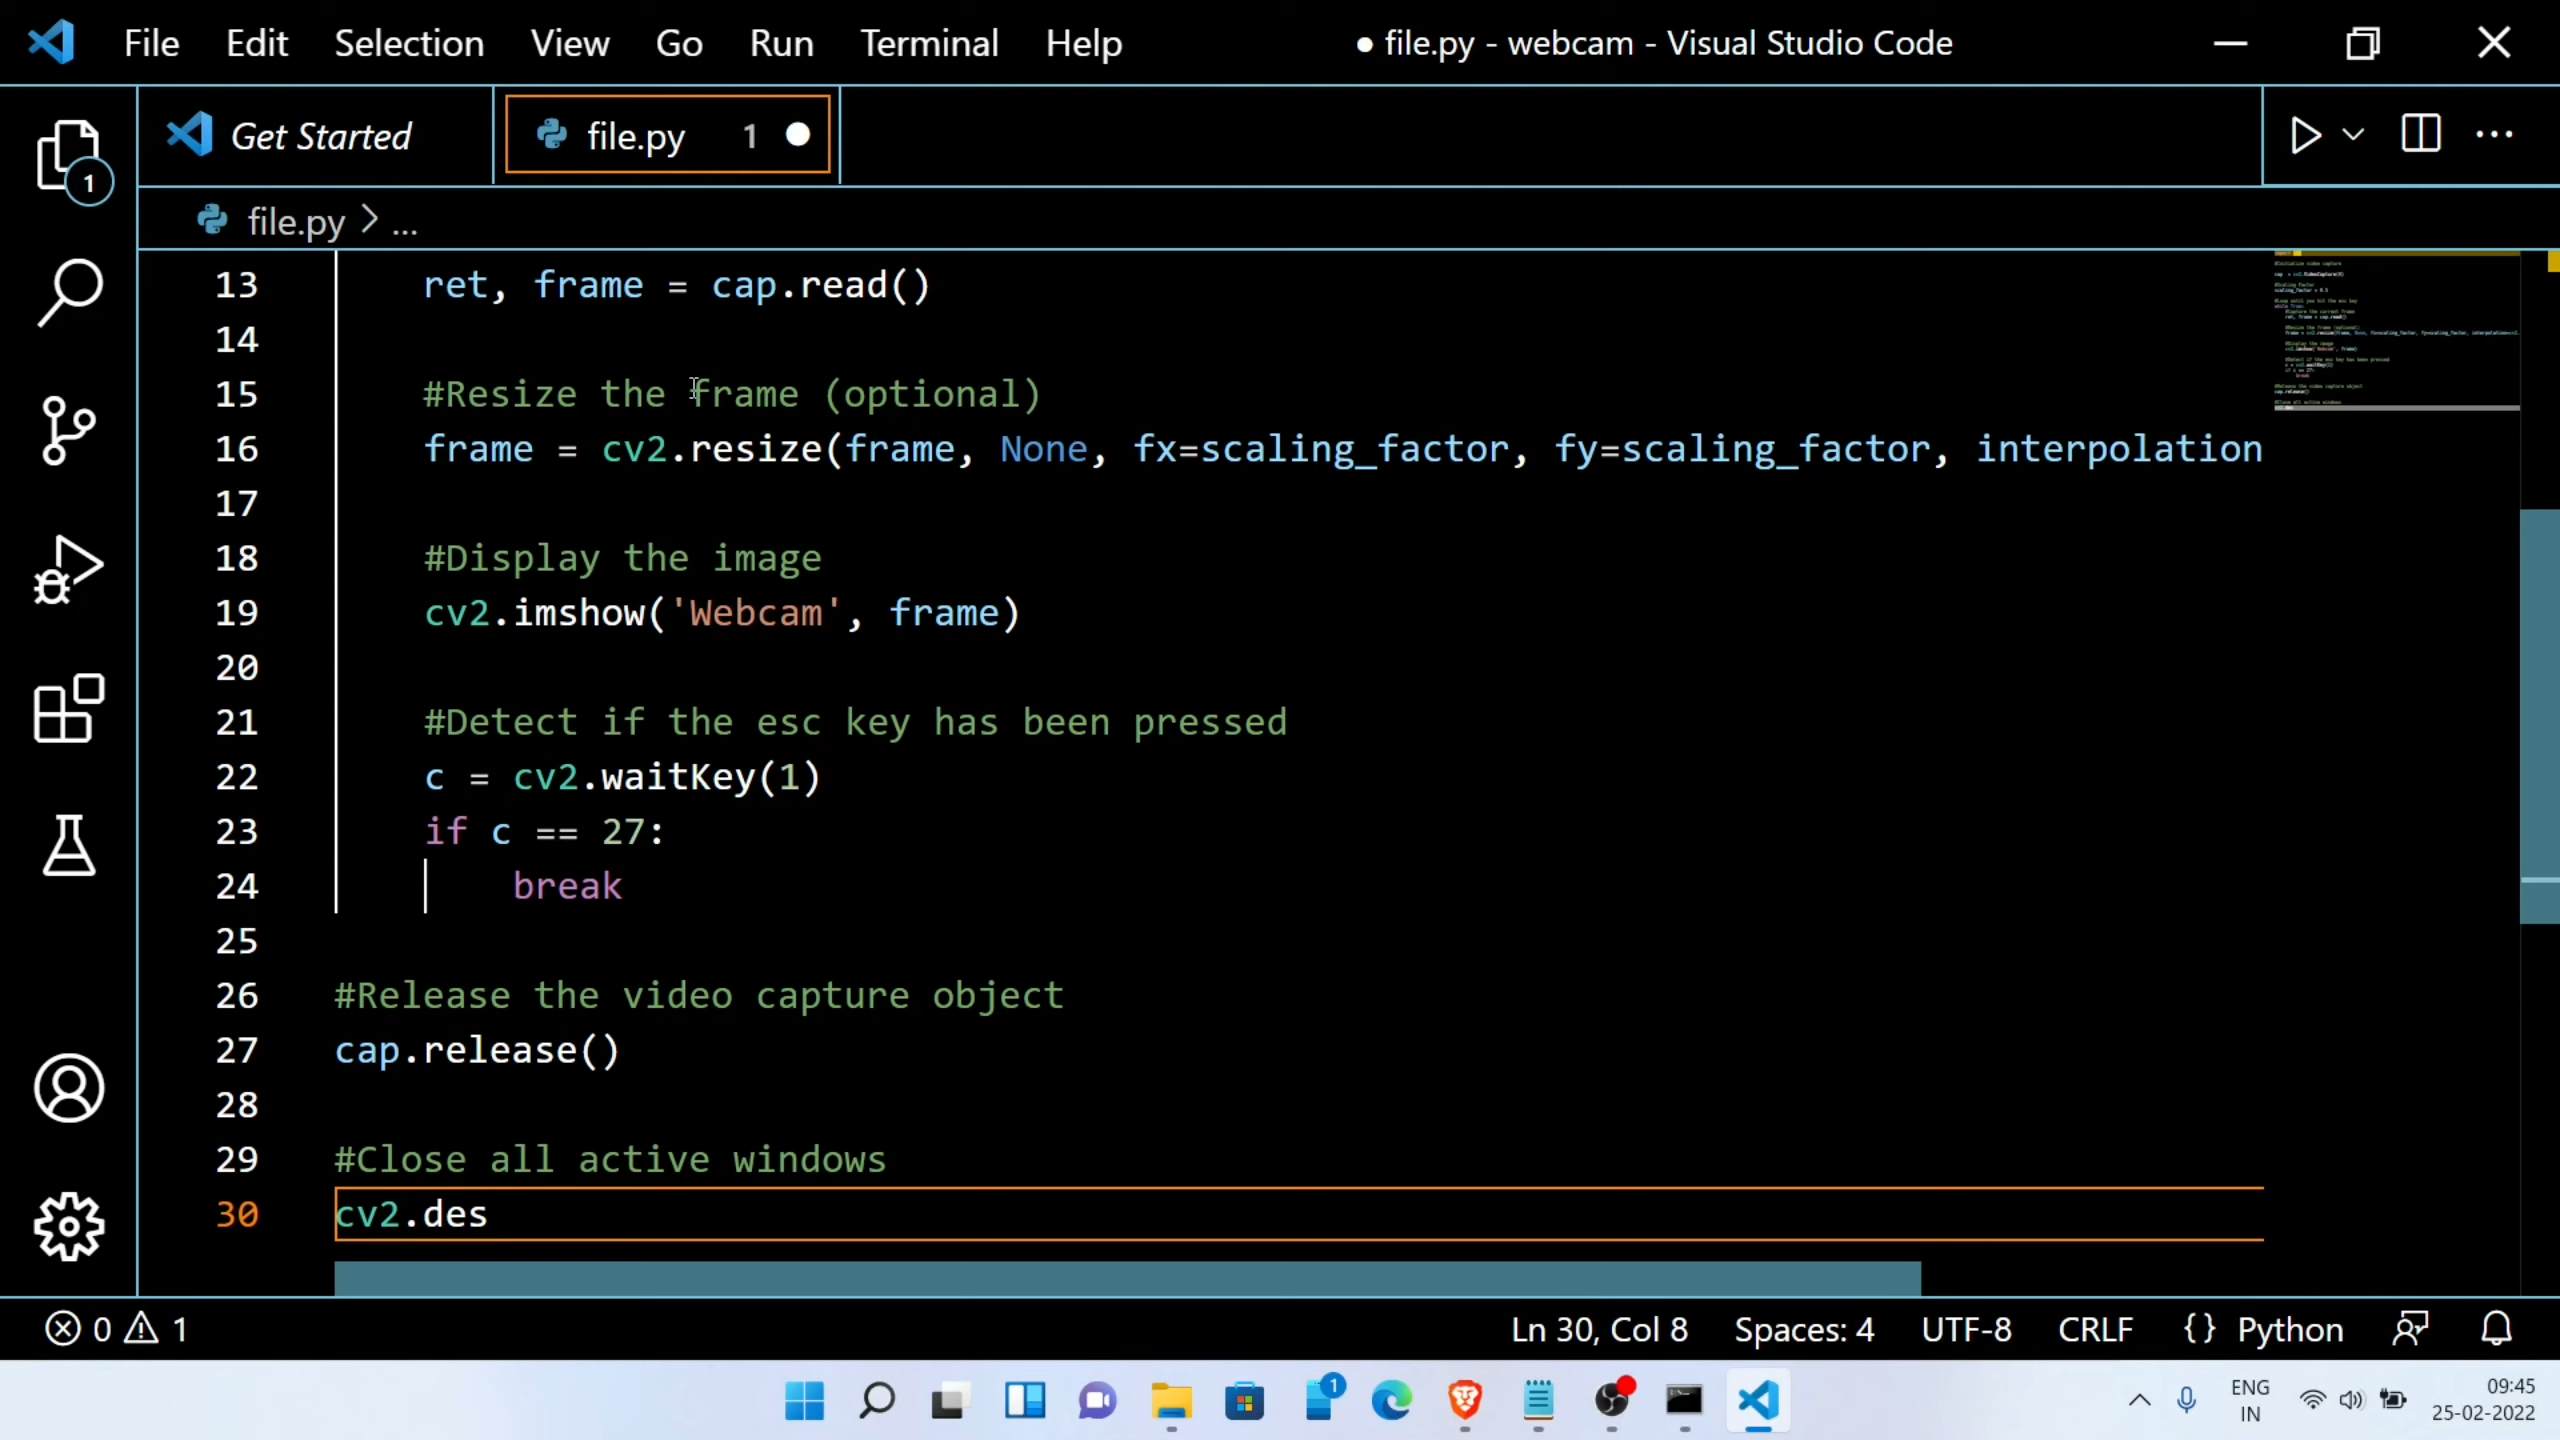 File Edit Selection View Go Run Terminal Help ● file.py - webcam - Visual Studio Code
Get Started file.py 1
file.py > ...
1
13 ret, frame = cap.read()
14
15 #Resize the frame (optional)
16 frame = cv2.resize(frame, None, fx=scaling_factor, fy=scaling_factor, interpolation
17
18 #Display the image
19 cv2.imshow('Webcam', frame)
20
21 #Detect if the esc key has been pressed
22 c = cv2.waitKey(1)
23 if c == 27:
24 break
25
26 #Release the video capture object
27 cap.release()
28
29 #Close all active windows
30 cv2.des
0 1 Ln 30, Col 8 Spaces: 4 UTF-8 CRLF {} Python
1
ENG
IN
09:45
25-02-2022